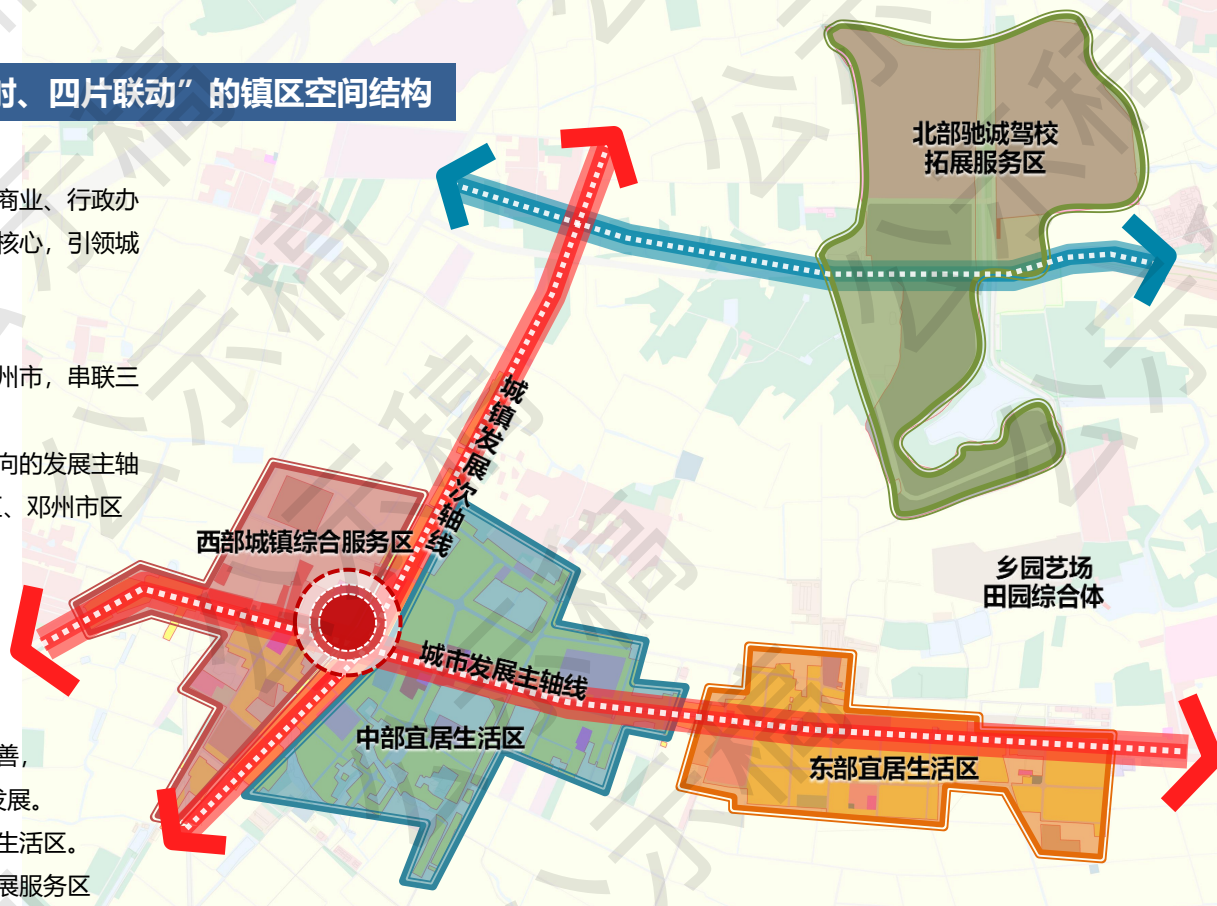 、四片联动”的镇区空间结构
商业、行政办
核心，引领城
州市，串联三
向的发展主轴
、邓州市区
善，
发展。
生活区。
展服务区
北部驰诚驾校
拓展服务区
城镇发展次轴线
西部城镇综合服务区
乡园艺场
田园综合体
城市发展主轴线
中部宜居生活区
东部宜居生活区
公示稿